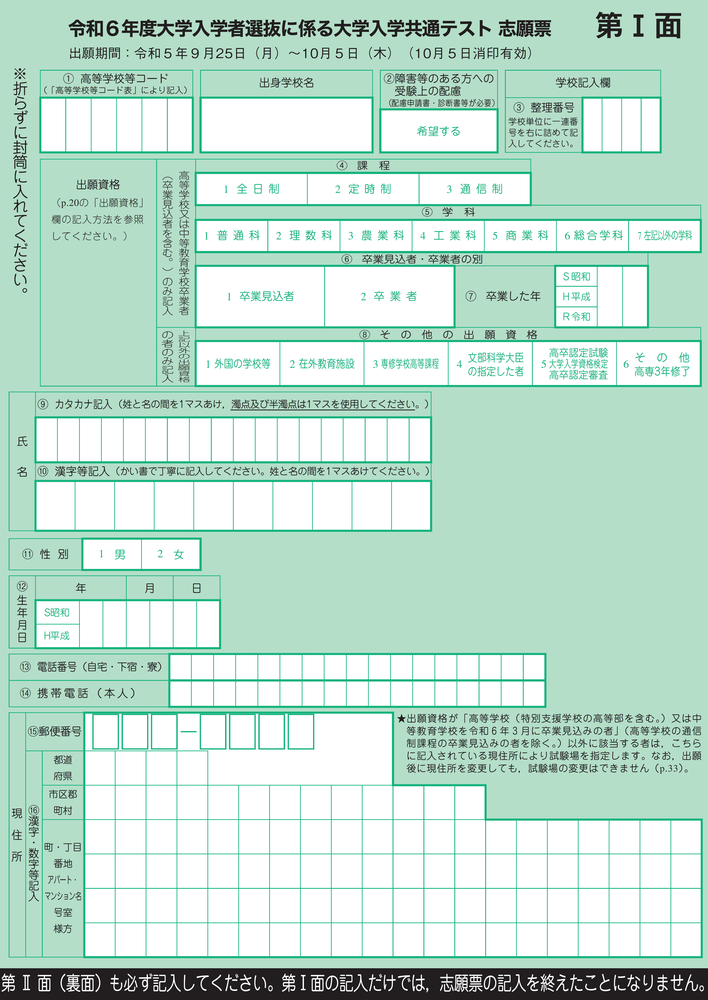 令和６年度大学入学者選抜に係る大学入学共通テスト 志願票
第Ⅰ面
出願期間：令和５年９月25日（月）～10月５日（木）（10月５日消印有効）
※折らずに封筒に入れてください。
① 高等学校等コード
（「高等学校等コード表」により記入）
出身学校名
②障害等のある方への
受験上の配慮
（配慮申請書・診断書等が必要）
希望する
学校記入欄
③ 整理番号
学校単位に一連番
号を右に詰めて記
入してください。
出願資格
（p.20の「出願資格」
欄の記入方法を参照
してください。）
高等学校又は中等教育学校卒業者
（卒業見込者を含む。）のみ記入
④ 課 程
1 全日制
2 定時制
3 通信制
⑤ 学 科
1 普通科
2 理数科
3 農業科
4 工業科
5 商業科
6 総合学科
7 左記以外の学科
⑥ 卒業見込者・卒業者の別
1 卒業見込者
2 卒業者
⑦ 卒業した年
S 昭和
H 平成
R 令和
上記以外の出願資格
の者のみ記入
⑧ その他の出願資格
1 外国の学校等
2 在外教育施設
3 専修学校高等課程
4 文部科学大臣
の指定した者
高卒認定試験
5 大学入学資格検定
高卒認定審査
6 その他
高専3年修了
氏名
⑨ カタカナ記入（姓と名の間を1マスあけ，濁点及び半濁点は1マスを使用してください。）
⑩ 漢字等記入（かい書で丁寧に記入してください。姓と名の間を1マスあけてください。）
⑪ 性別
1 男
2 女
⑫生年月日
年
月
日
S昭和
H平成
⑬ 電話番号（自宅・下宿・寮）
⑭ 携帯電話（本人）
現住所
⑮郵便番号
★出願資格が「高等学校（特別支援学校の高等部を含む。）又は中
等教育学校を令和６年３月に卒業見込みの者」（高等学校の通信
制課程の卒業見込みの者を除く。）以外に該当する者は，こちら
に記入されている現住所により試験場を指定します。なお，出願
後に現住所を変更しても，試験場の変更はできません（p.33）。
⑯漢字・数字等記入
都道
府県
市区郡
町村
町・丁目
番地
アパート・
マンション名
号室
様方
第Ⅱ面（裏面）も必ず記入してください。第Ⅰ面の記入だけでは，志願票の記入を終えたことになりません。